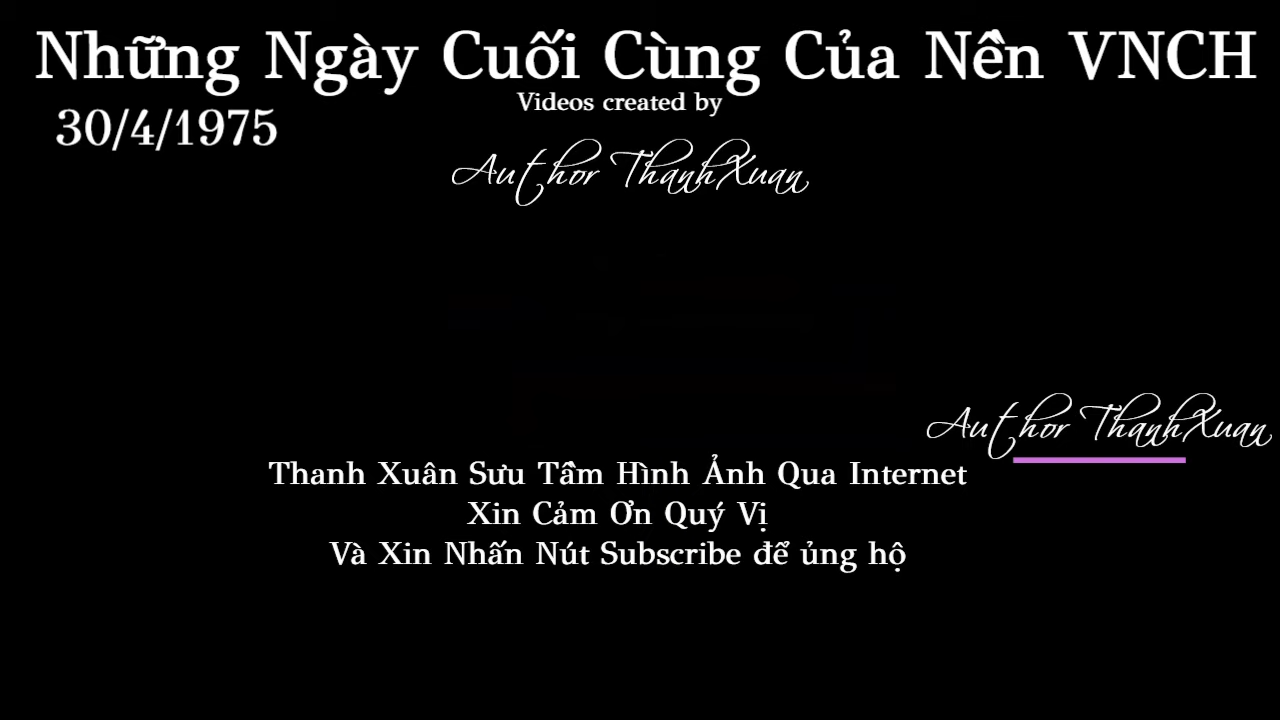 Những Ngày Cuối Cùng Của Nền VNCH
Videos created by
30/4/1975
Author ThanhXuan
Author ThanhXuan
Thanh Xuân Sưu Tầm Hình Ảnh Qua Internet
Xin Cảm Ơn Quý Vị
Và Xin Nhấn Nút Subscribe để ủng hộ